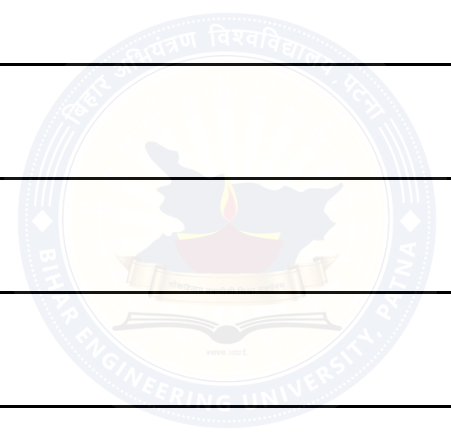 बिहार अभियंत्रण विश्वविद्यालय, पटना
BIHAR ENGINEERING UNIVERSITY, PATNA